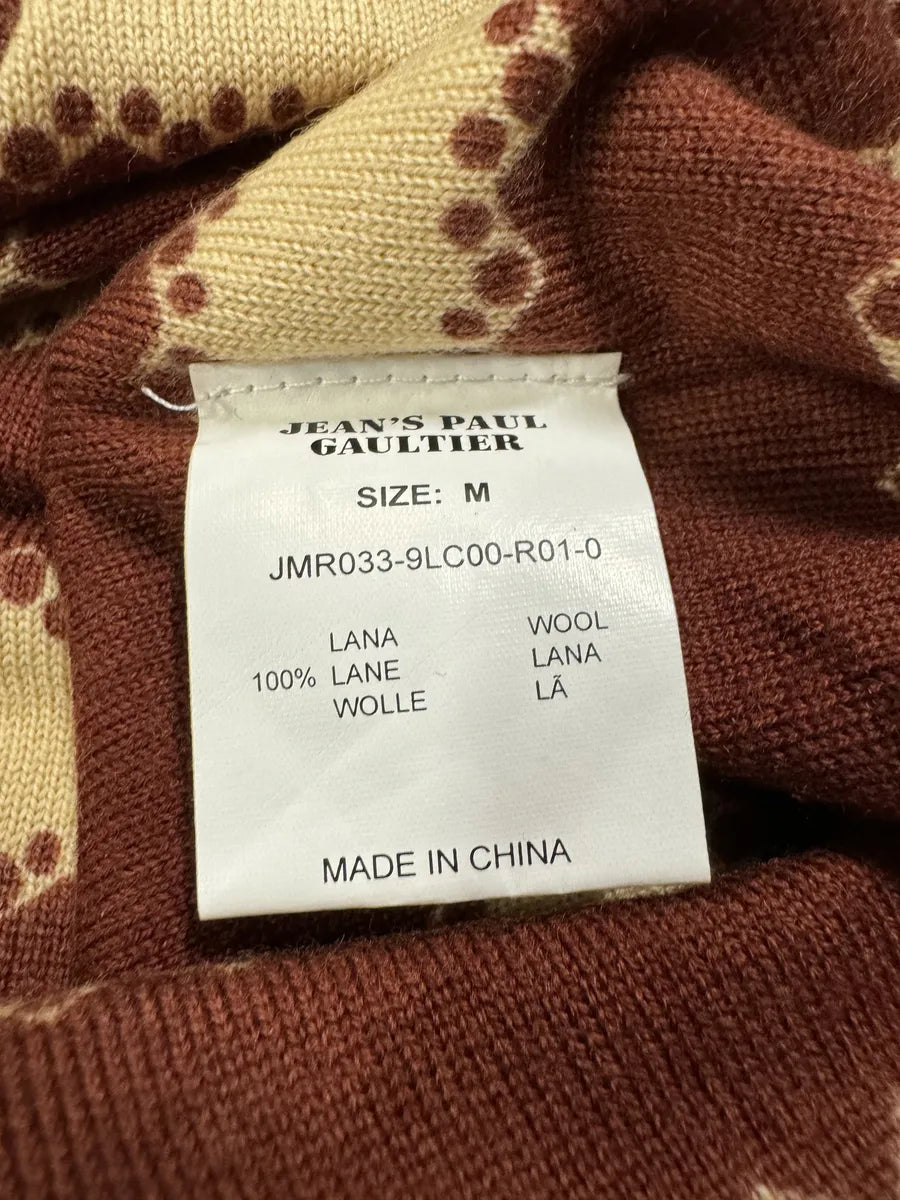 JEAN'S PAUL
GAULTIER
SIZE: M
JMR033-9LC00-R01-0
LANA WOOL
100% LANE LANA
WOLLE LÃ
MADE IN CHINA